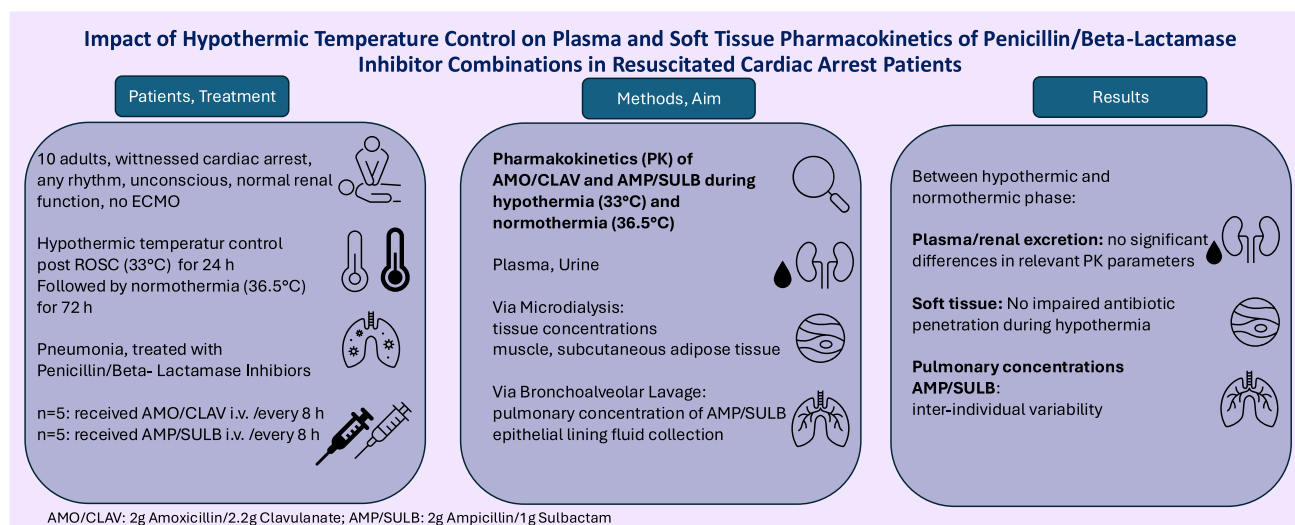 Impact of Hypothermic Temperature Control on Plasma and Soft Tissue Pharmacokinetics of Penicillin/Beta-Lactamase
Inhibitor Combinations in Resuscitated Cardiac Arrest Patients
Patients, Treatment
10 adults, wittnessed cardiac arrest,
any rhythm, unconscious, normal renal
function, no ECMO
Hypothermic temperatur control
post ROSC (33°C) for 24 h
Followed by normothermia (36.5°C)
for 72 h
Pneumonia, treated with
Penicillin/Beta- Lactamase Inhibiors
n=5: received AMO/CLAV i.v. /every 8 h
n=5: received AMP/SULB i.v. /every 8 h
Methods, Aim
Pharmakokinetics (PK) of
AMO/CLAV and AMP/SULB during
hypothermia (33°C) and
normothermia (36.5°C)
Plasma, Urine
Via Microdialysis:
tissue concentrations
muscle, subcutaneous adipose tissue
Via Bronchoalveolar Lavage:
pulmonary concentration of AMP/SULB
epithelial lining fluid collection
Results
Between hypothermic and
normothermic phase:
Plasma/renal excretion: no significant
differences in relevant PK parameters
Soft tissue: No impaired antibiotic
penetration during hypothermia
Pulmonary concentrations
AMP/SULB:
inter-individual variability
AMO/CLAV: 2g Amoxicillin/2.2g Clavulanate; AMP/SULB: 2g Ampicillin/1g Sulbactam